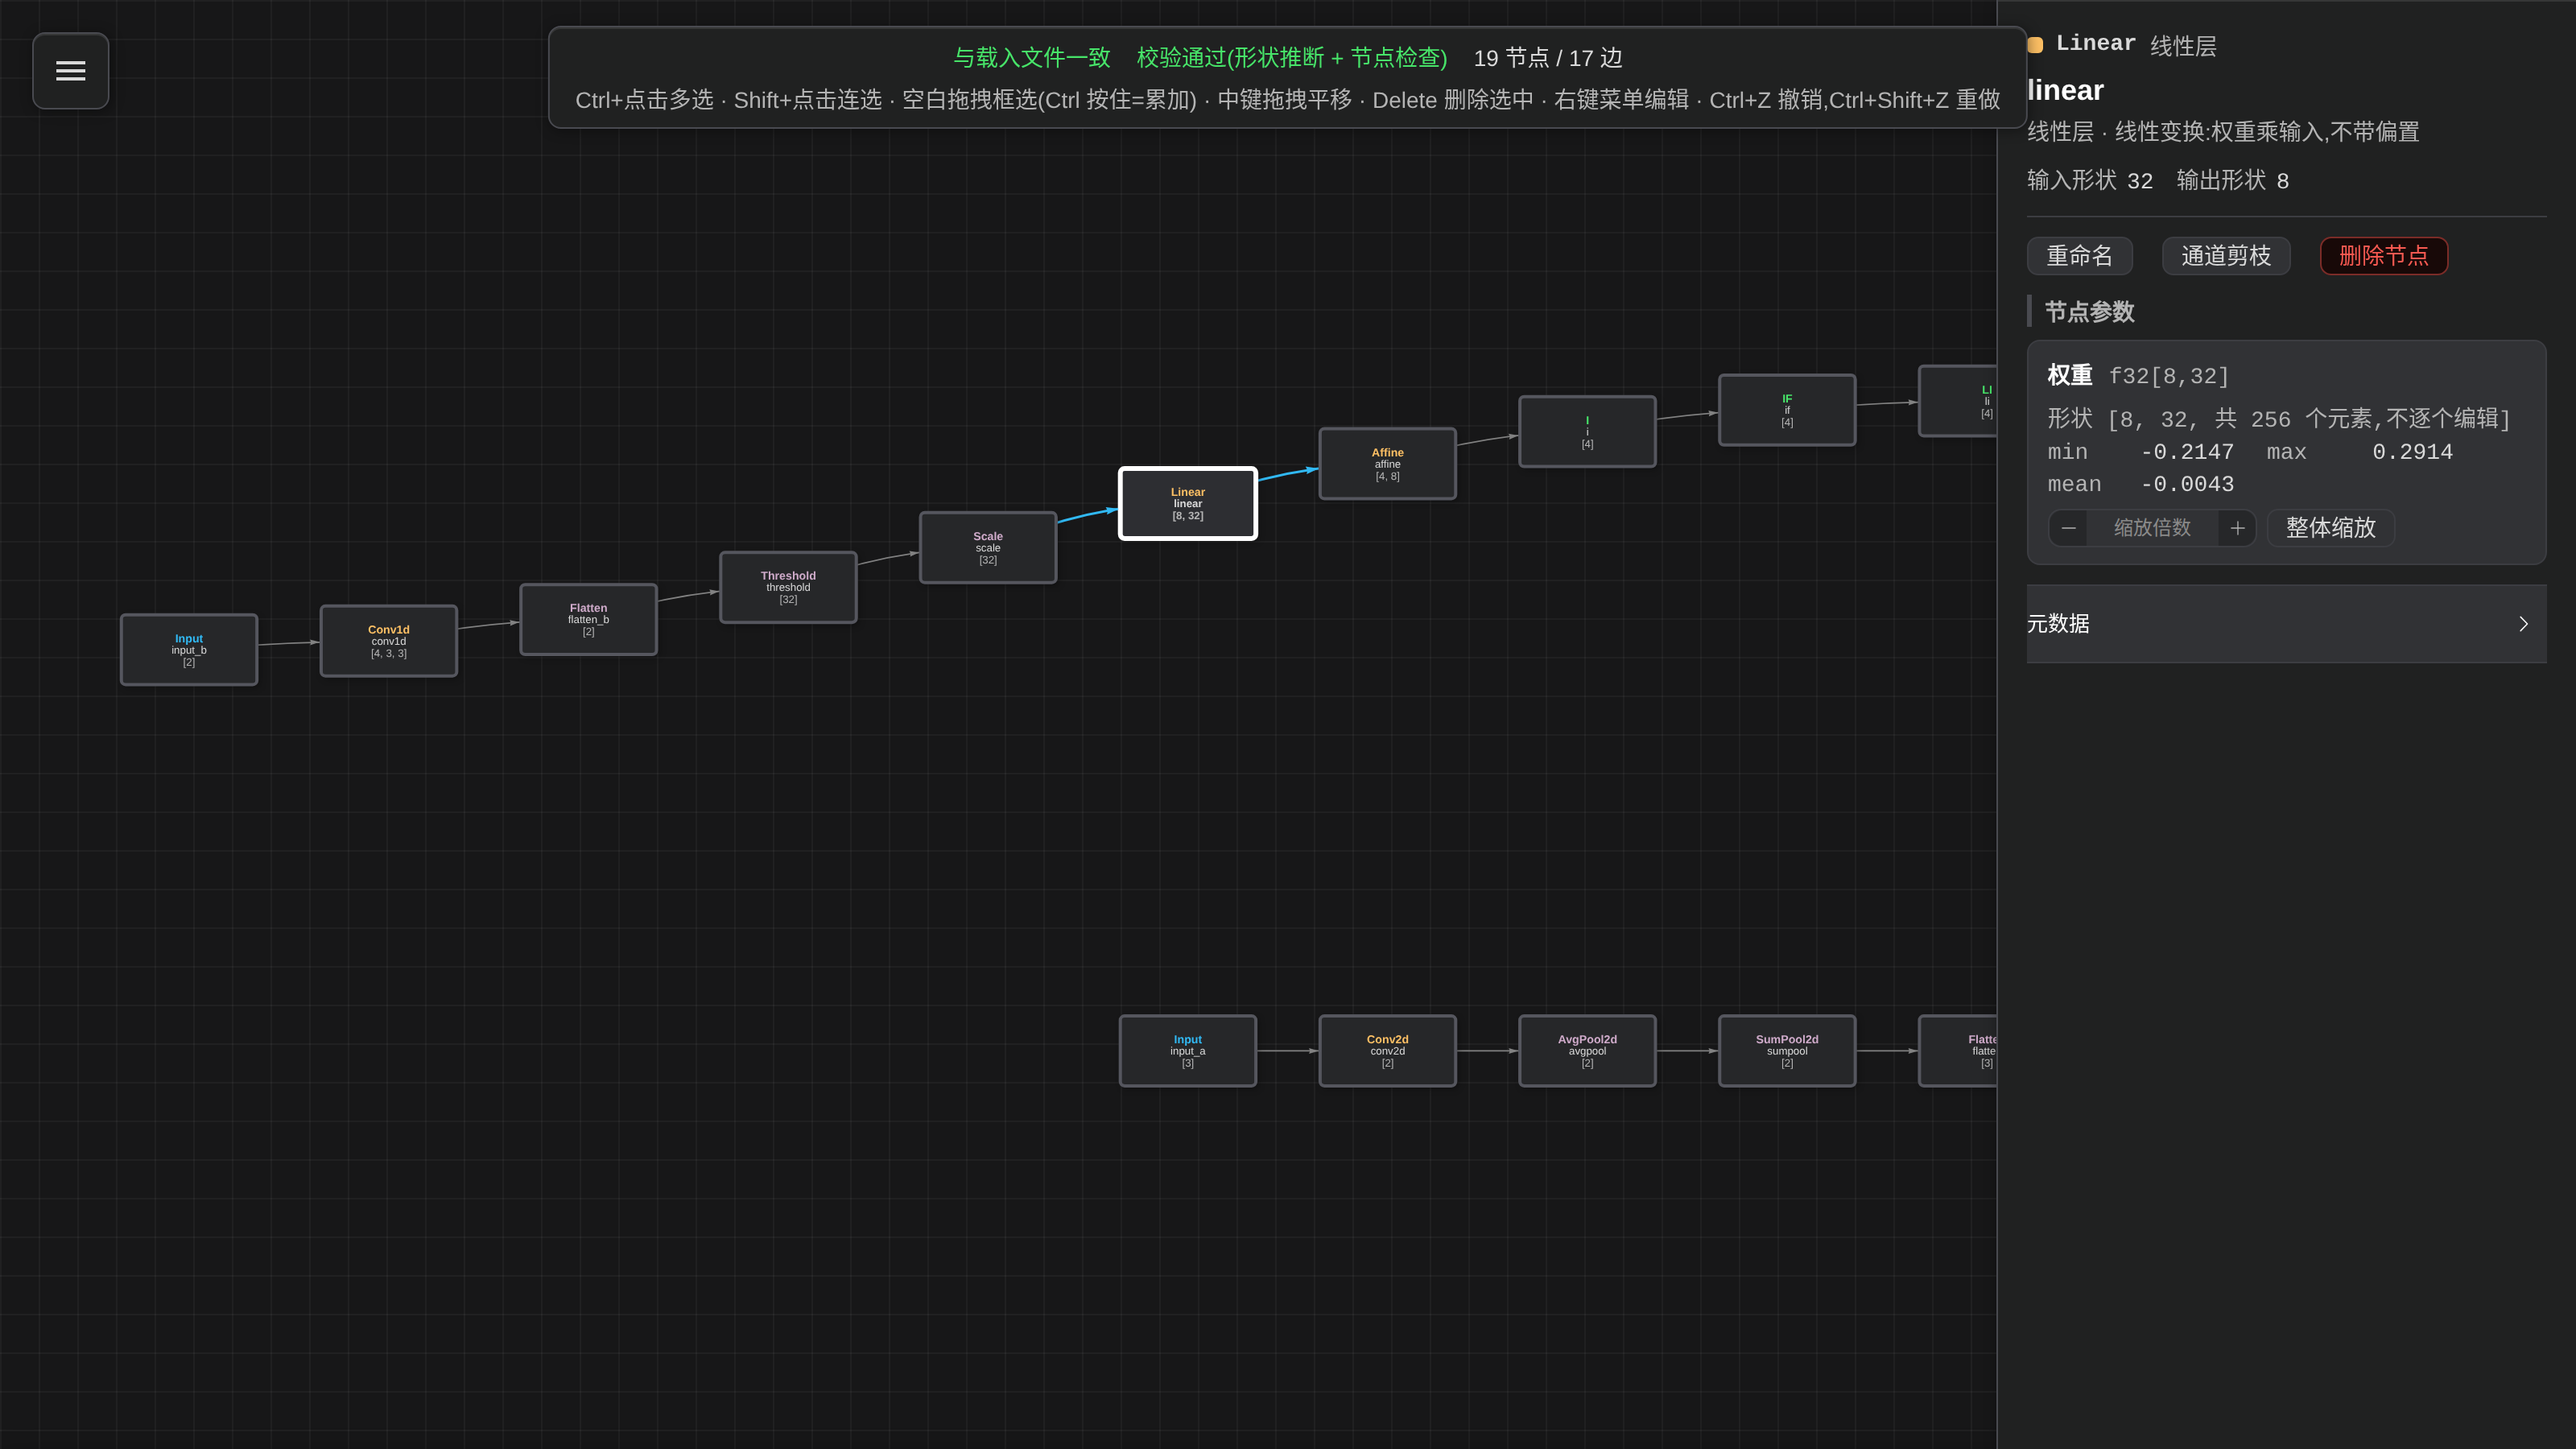 与载入文件一致 校验通过(形状推断 + 节点检查) 19 节点 / 17 边
Ctrl+点击多选 · Shift+点击连选 · 空白拖拽框选(Ctrl 按住=累加) · 中键拖拽平移 · Delete 删除选中 · 右键菜单编辑 · Ctrl+Z 撤销,Ctrl+Shift+Z 重做
Input
input_b
[2]
Conv1d
conv1d
[4, 3, 3]
Flatten
flatten_b
[2]
Threshold
threshold
[32]
Scale
scale
[32]
Linear
linear
[8, 32]
Affine
affine
[4, 8]
I
i
[4]
IF
if
[4]
LI
li
[4]
Input
input_a
[3]
Conv2d
conv2d
[2]
AvgPool2d
avgpool
[2]
SumPool2d
sumpool
[2]
Flatte
flatte
[3]
Linear 线性层
linear
线性层 · 线性变换:权重乘输入,不带偏置
输入形状 32 输出形状 8
重命名 通道剪枝 删除节点
节点参数
权重 f32[8,32]
形状 [8, 32, 共 256 个元素,不逐个编辑]
min -0.2147 max 0.2914
mean -0.0043
缩放倍数 整体缩放
元数据